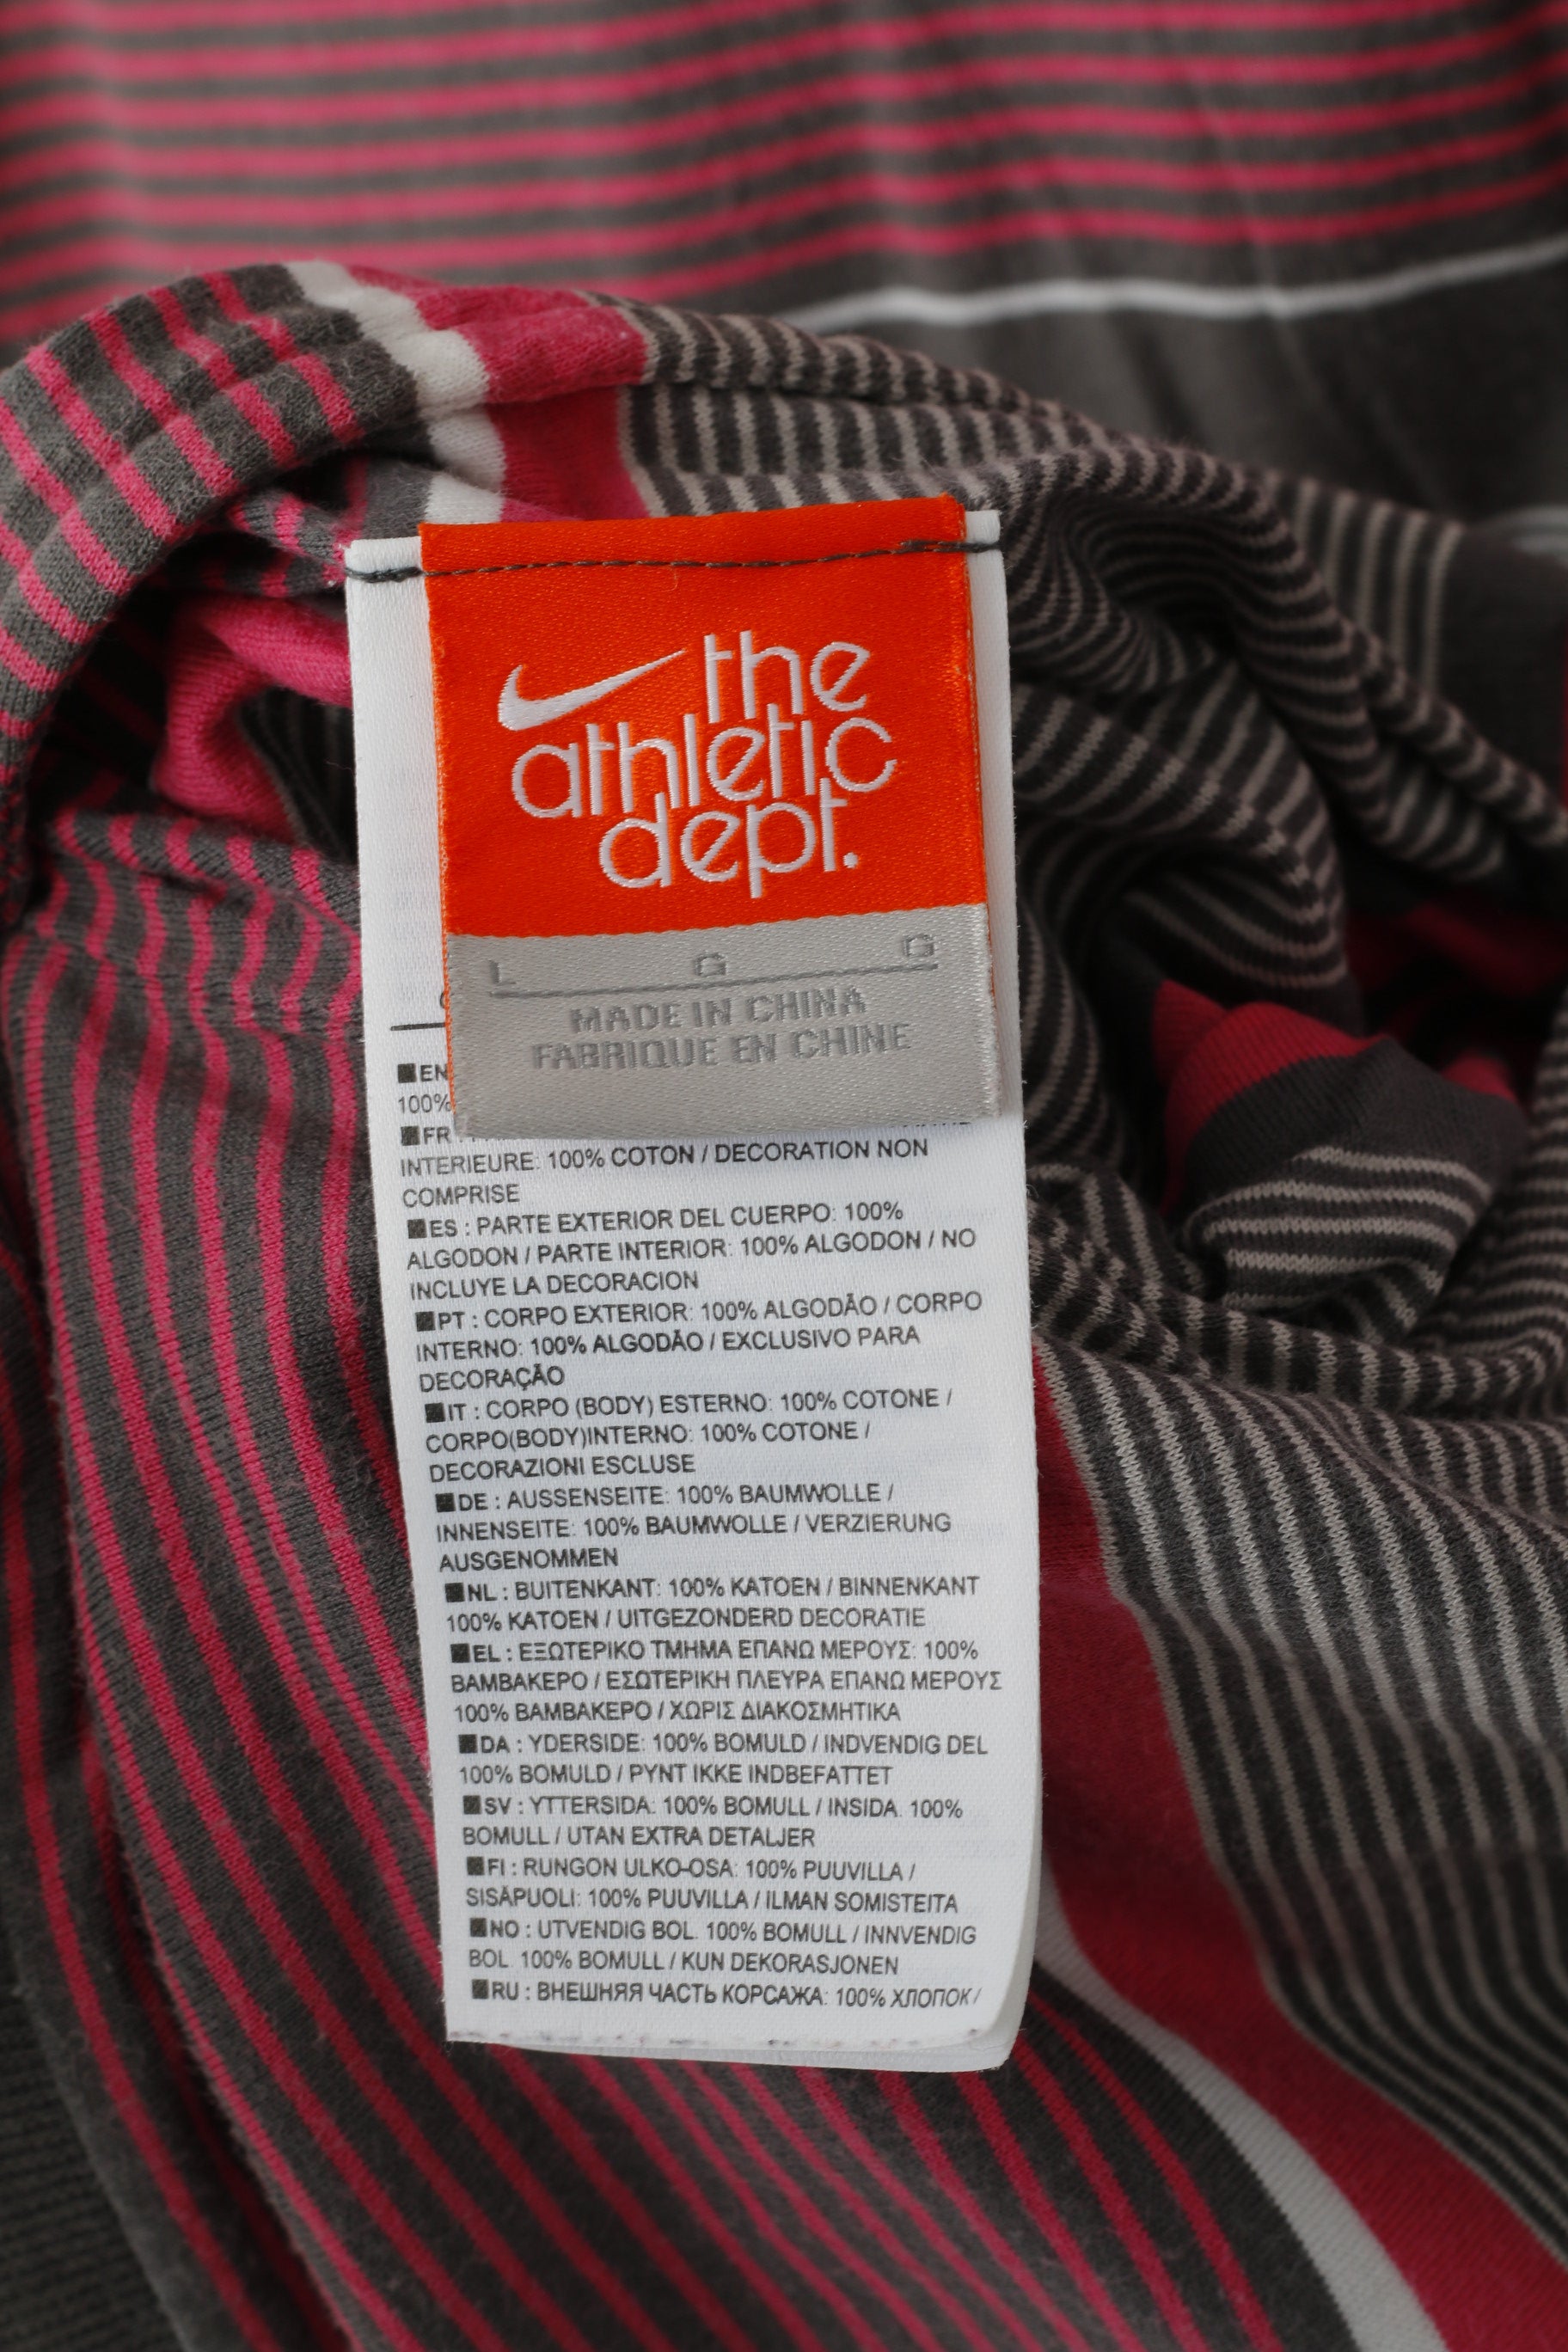 the
athletic
dept.
L G G
MADE IN CHINA
FABRIQUE EN CHINE
EN
100%
FR :
INTERIEURE: 100% COTON / DECORATION NON
COMPRISE
ES : PARTE EXTERIOR DEL CUERPO: 100%
ALGODON / PARTE INTERIOR: 100% ALGODON / NO
INCLUYE LA DECORACION
PT : CORPO EXTERIOR: 100% ALGODÃO / CORPO
INTERNO: 100% ALGODÃO / EXCLUSIVO PARA
DECORAÇÃO
IT : CORPO (BODY) ESTERNO: 100% COTONE /
CORPO(BODY)INTERNO: 100% COTONE /
DECORAZIONI ESCLUSE
DE : AUSSENSEITE: 100% BAUMWOLLE /
INNENSEITE: 100% BAUMWOLLE / VERZIERUNG
AUSGENOMMEN
NL : BUITENKANT: 100% KATOEN / BINNENKANT
100% KATOEN / UITGEZONDERD DECORATIE
EL : ΕΞΩΤΕΡΙΚΟ ΤΜΗΜΑ ΕΠΑΝΩ ΜΕΡΟΥΣ: 100%
ΒΑΜΒΑΚΕΡΟ / ΕΣΩΤΕΡΙΚΗ ΠΛΕΥΡΑ ΕΠΑΝΩ ΜΕΡΟΥΣ
100% ΒΑΜΒΑΚΕΡΟ / ΧΩΡΙΣ ΔΙΑΚΟΣΜΗΤΙΚΑ
DA : YDERSIDE: 100% BOMULD / INDVENDIG DEL
100% BOMULD / PYNT IKKE INDBEFATTET
SV : YTTERSIDA: 100% BOMULL / INSIDA. 100%
BOMULL / UTAN EXTRA DETALJER
FI : RUNGON ULKO-OSA: 100% PUUVILLA /
SISÄPUOLI: 100% PUUVILLA / ILMAN SOMISTEITA
NO : UTVENDIG BOL. 100% BOMULL / INNVENDIG
BOL. 100% BOMULL / KUN DEKORASJONEN
RU : ВНЕШНЯЯ ЧАСТЬ КОРСАЖА: 100% ХЛОПОК /